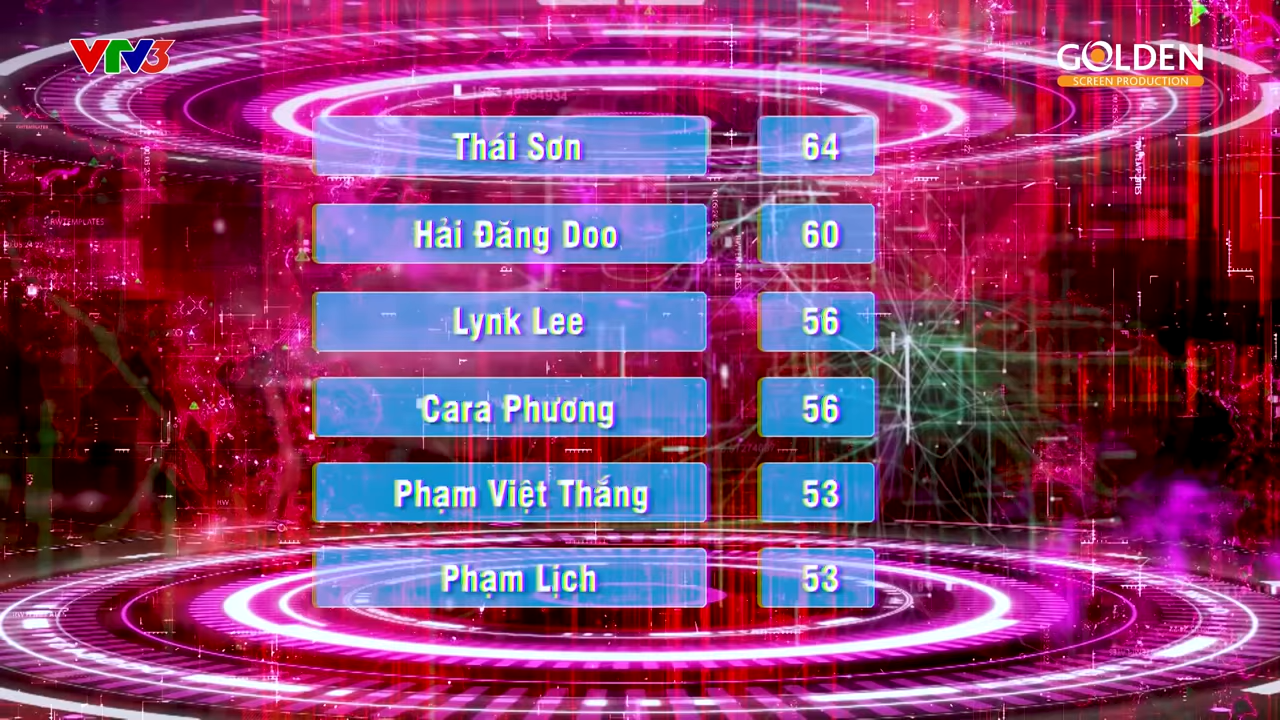 VTV3
GOLDEN
SCREEN PRODUCTION
Thái Sơn 64
RWTEMPLATES
Hải Đăng Doo 60
Lynk Lee 56
Cara Phương 56
Phạm Việt Thắng 53
Phạm Lịch 53